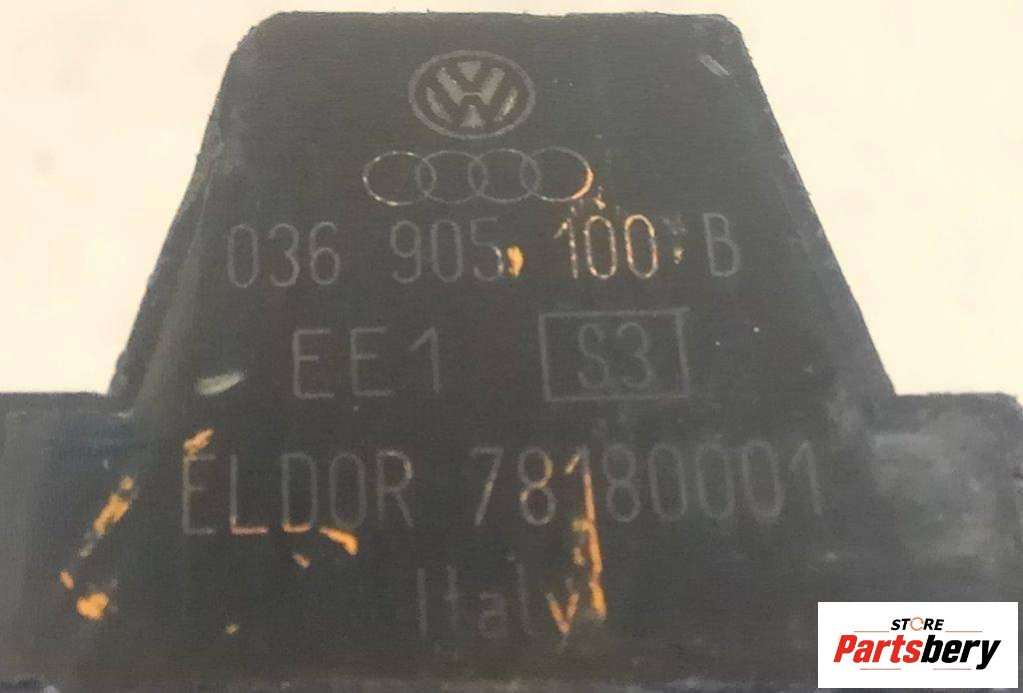 036 905 100 B
EE1 S3
ELDOR 78180001
Italy
STORE
Partsbery